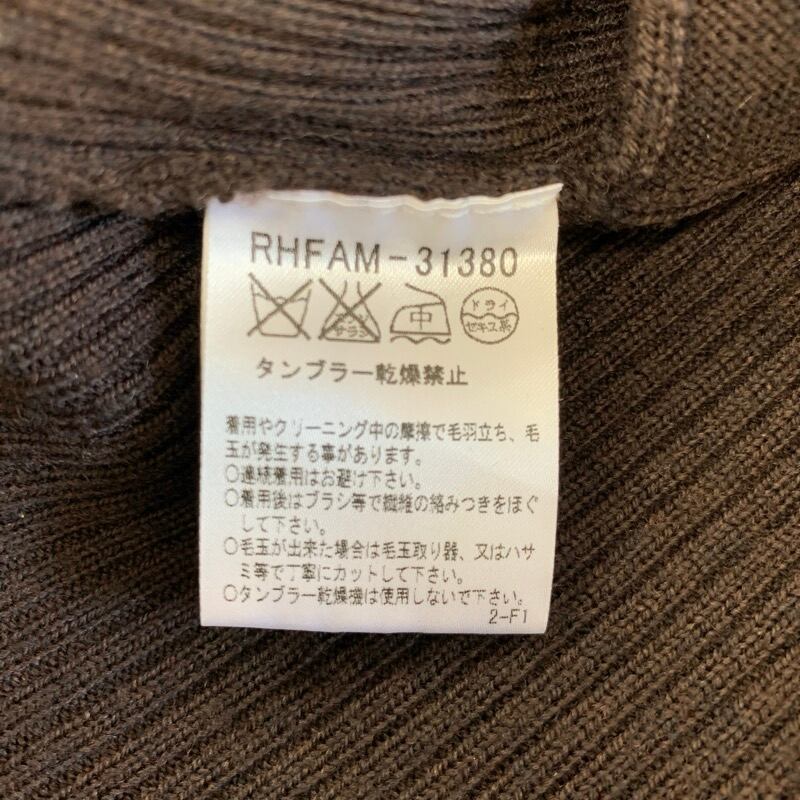 RHFAM-31380
エンソ サラシ
中
ドライ
セキユ系
タンブラー乾燥禁止
着用やクリーニング中の摩擦で毛羽立ち、毛
玉が発生する事があります。
○連続着用はお避け下さい。
○着用後はブラシ等で繊維の絡みつきをほぐ
して下さい。
○毛玉が出来た場合は毛玉取り器、又はハサ
ミ等で丁寧にカットして下さい。
○タンブラー乾燥機は使用しないで下さい。
2-F1